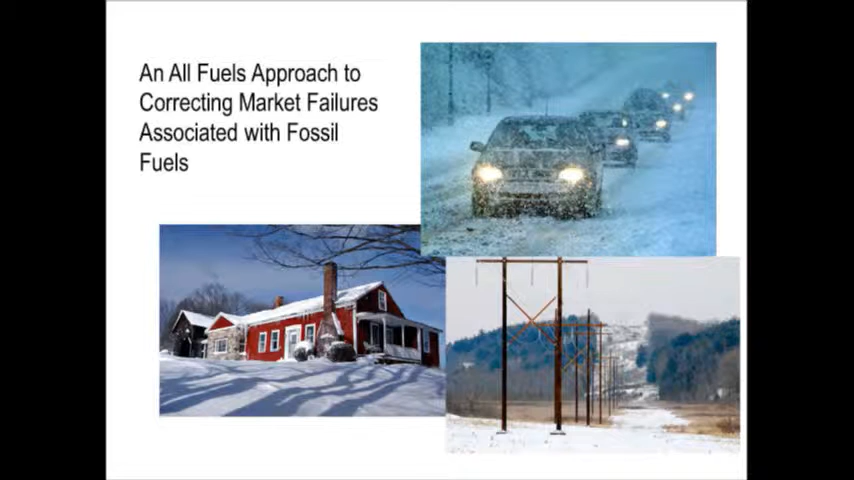 An All Fuels Approach to
Correcting Market Failures
Associated with Fossil
Fuels